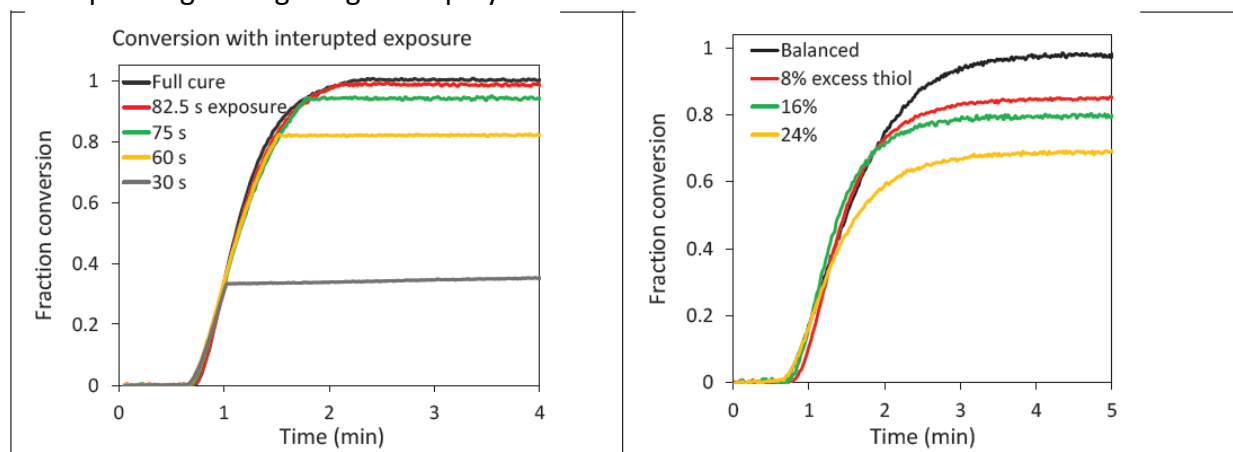 Conversion with interupted exposure
Full cure
82.5 s exposure
75 s
60 s
30 s
Fraction conversion
1
0.8
0.6
0.4
0.2
0
0 1 2 3 4
Time (min)
Balanced
8% excess thiol
16%
24%
Fraction conversion
1
0.8
0.6
0.4
0.2
0
0 1 2 3 4 5
Time (min)